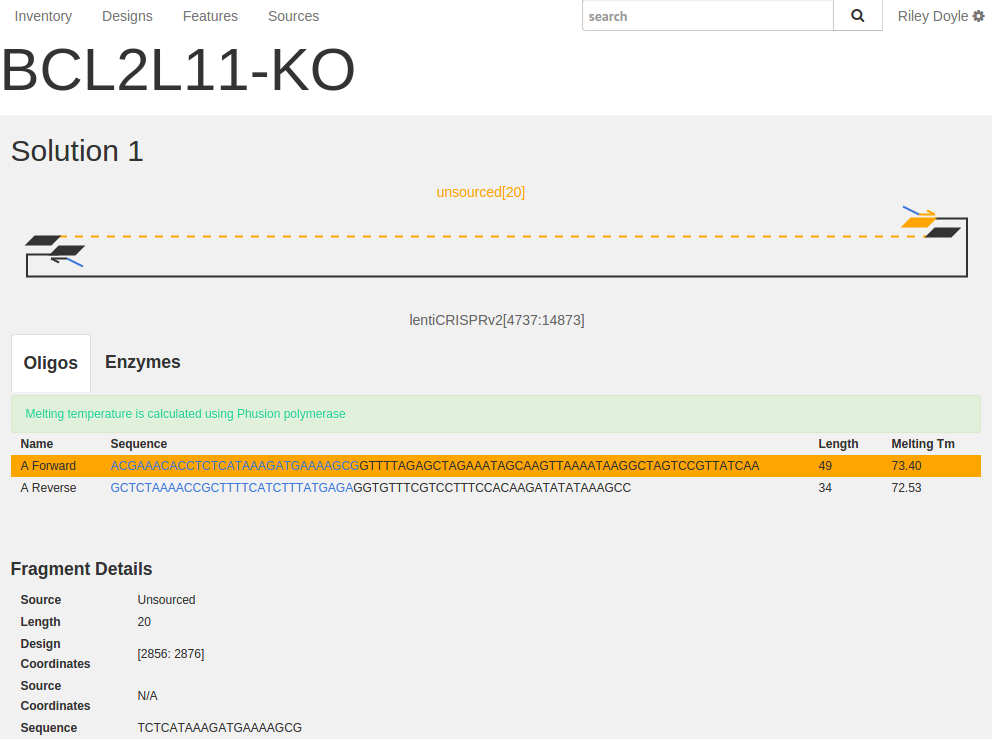 Inventory Designs Features Sources search Riley Doyle
BCL2L11-KO
Solution 1
unsourced[20]
lentiCRISPRv2[4737:14873]
Oligos Enzymes
Melting temperature is calculated using Phusion polymerase
Name Sequence Length Melting Tm
A Forward ACGAAACACCTCTCATAAAGATGAAAAGCGGTTTTAGAGCTAGAAATAGCAAGTTAAAATAAGGCTAGTCCGTTATCAA 49 73.40
A Reverse GCTCTAAAACCGCTTTTCATCTTTATGAGAGGTGTTTCGTCCTTTCCACAAGATATATAAAGCC 34 72.53
Fragment Details
Source Unsourced
Length 20
Design
Coordinates [2856: 2876]
Source
Coordinates N/A
Sequence TCTCATAAAGATGAAAAGCG